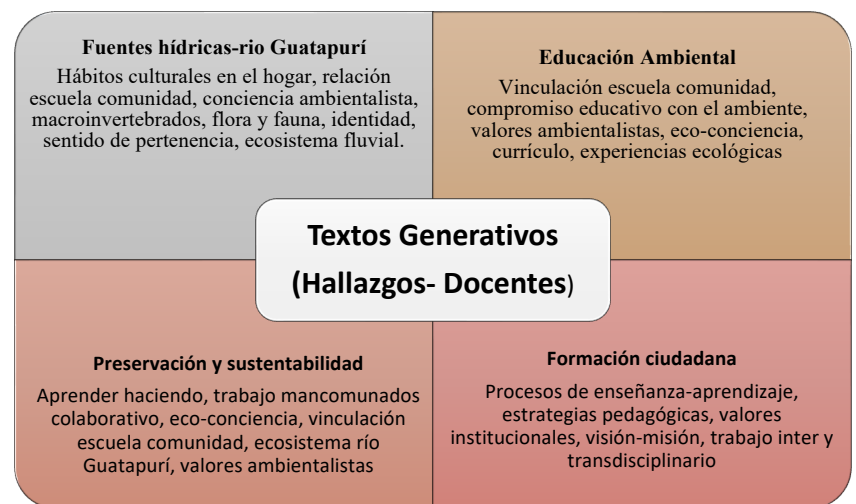 Fuentes hídricas-rio Guatapurí
Hábitos culturales en el hogar, relación
escuela comunidad, conciencia ambientalista,
macroinvertebrados, flora y fauna, identidad,
sentido de pertenencia, ecosistema fluvial.
Educación Ambiental
Vinculación escuela comunidad,
compromiso educativo con el ambiente,
valores ambientalistas, eco-conciencia,
currículo, experiencias ecológicas
Textos Generativos
(Hallazgos- Docentes)
Preservación y sustentabilidad
Aprender haciendo, trabajo mancomunados
colaborativo, eco-conciencia, vinculación
escuela comunidad, ecosistema río
Guatapurí, valores ambientalistas
Formación ciudadana
Procesos de enseñanza-aprendizaje,
estrategias pedagógicas, valores
institucionales, visión-misión, trabajo inter y
transdisciplinario